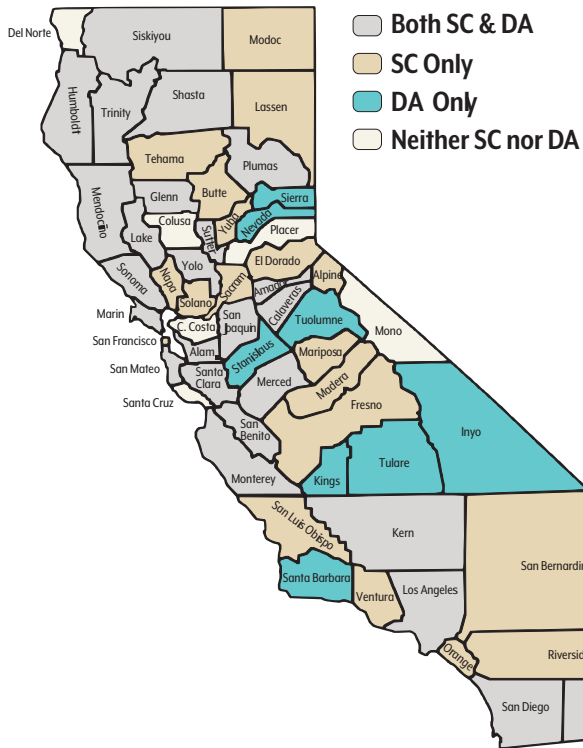 Both SC & DA
SC Only
DA Only
Neither SC nor DA
Del Norte
Siskiyou
Modoc
Humboldt
Trinity
Shasta
Lassen
Tehama
Plumas
Mendocino
Glenn
Butte
Sierra
Colusa
Yuba
Nevada
Lake
Sutter
Placer
Sonoma
Napa
Yolo
El Dorado
Solano
Sacram.
Amador
Alpine
Marin
C. Costa
San
Joaquin
Calaveras
Tuolumne
Mono
San Francisco
Alam.
Stanislaus
Mariposa
San Mateo
Santa
Clara
Merced
Madera
Santa Cruz
Fresno
San
Benito
Inyo
Monterey
Kings
Tulare
San Luis Obispo
Kern
San Bernardin
Santa Barbara
Ventura
Los Angeles
Orange
Riversid
San Diego